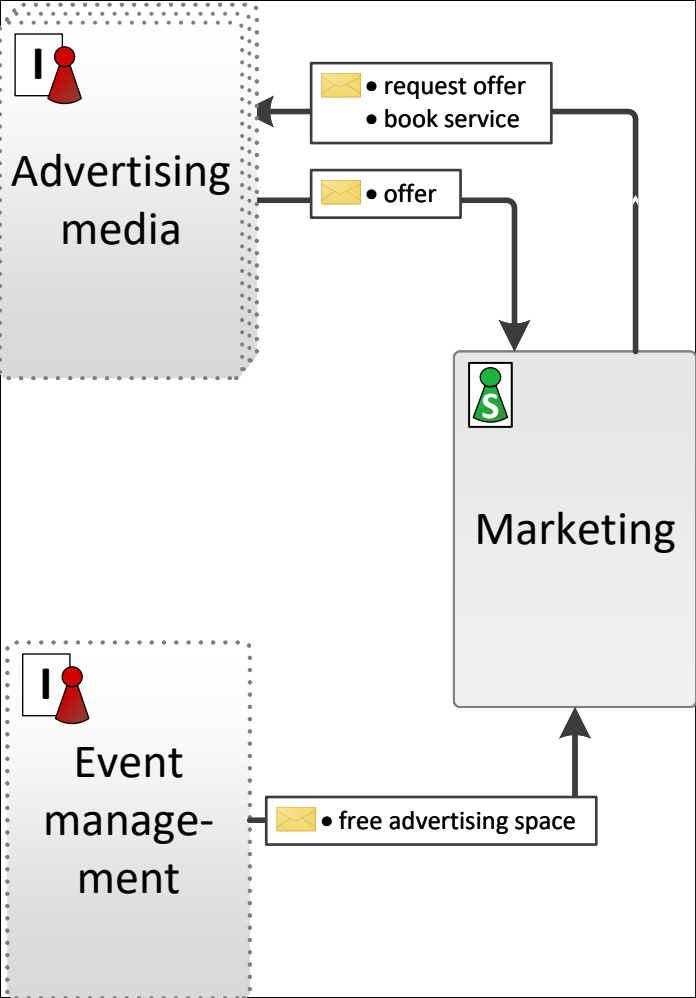 I
Advertising
media
• request offer
• book service
• offer
S
Marketing
I
Event
manage-
ment
• free advertising space